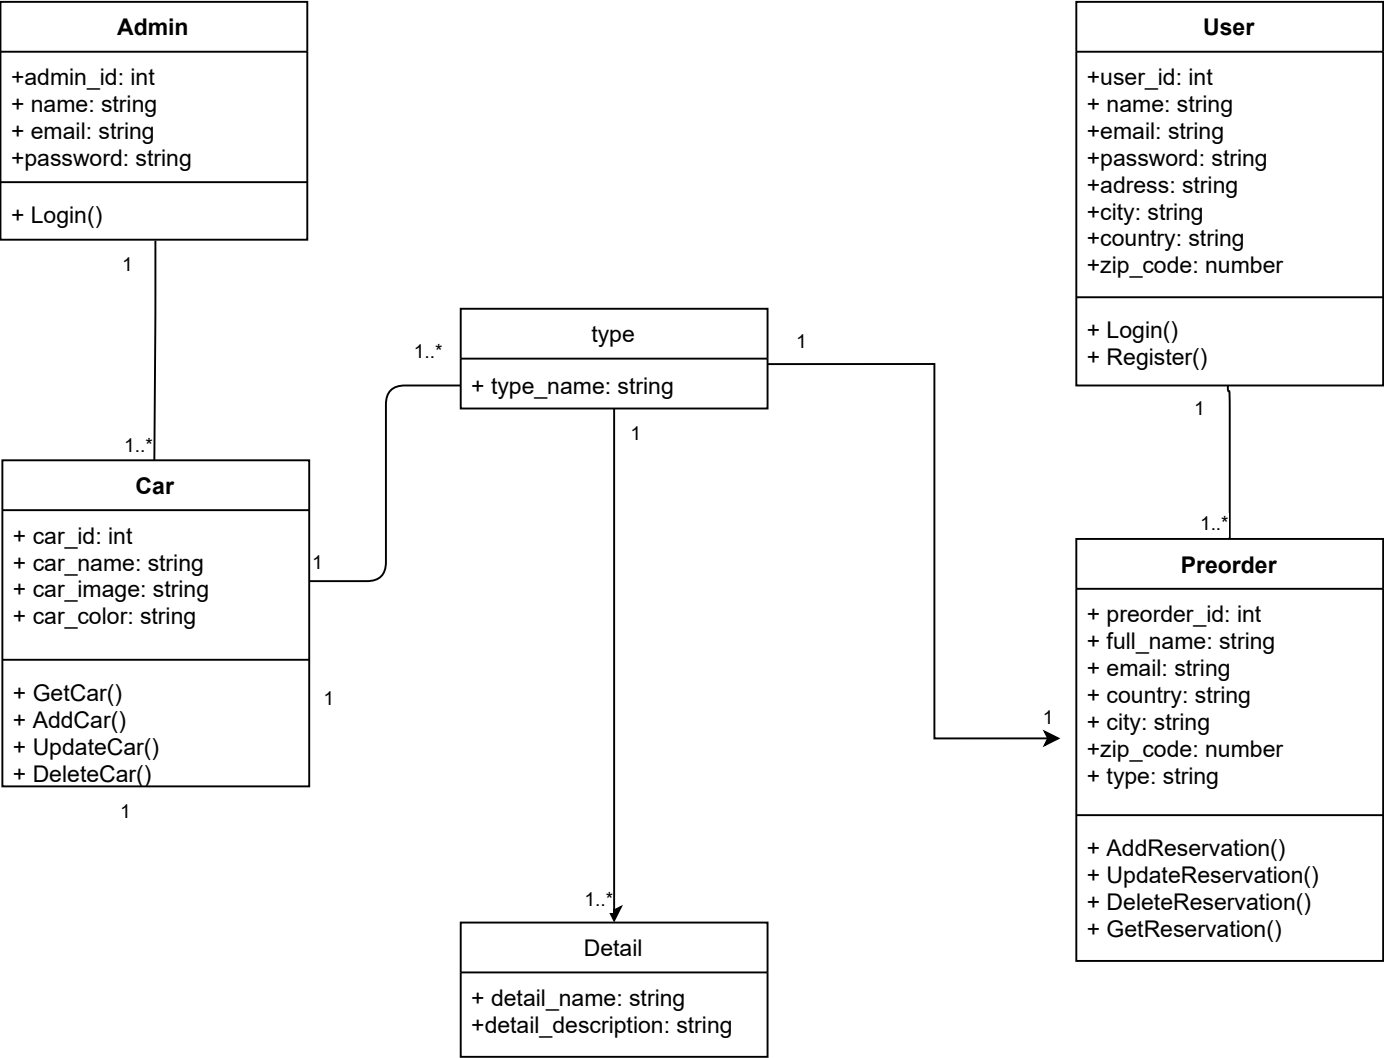 Admin
+admin_id: int
+ name: string
+ email: string
+password: string
+ Login()
1
1..*
Car
+ car_id: int
+ car_name: string
+ car_image: string
+ car_color: string
+ GetCar()
+ AddCar()
+ UpdateCar()
+ DeleteCar()
1
1
1
1..*
type
+ type_name: string
1
1
1..*
Detail
+ detail_name: string
+detail_description: string
User
+user_id: int
+ name: string
+email: string
+password: string
+adress: string
+city: string
+country: string
+zip_code: number
+ Login()
+ Register()
1
1..*
1
Preorder
+ preorder_id: int
+ full_name: string
+ email: string
+ country: string
+ city: string
+zip_code: number
+ type: string
+ AddReservation()
+ UpdateReservation()
+ DeleteReservation()
+ GetReservation()